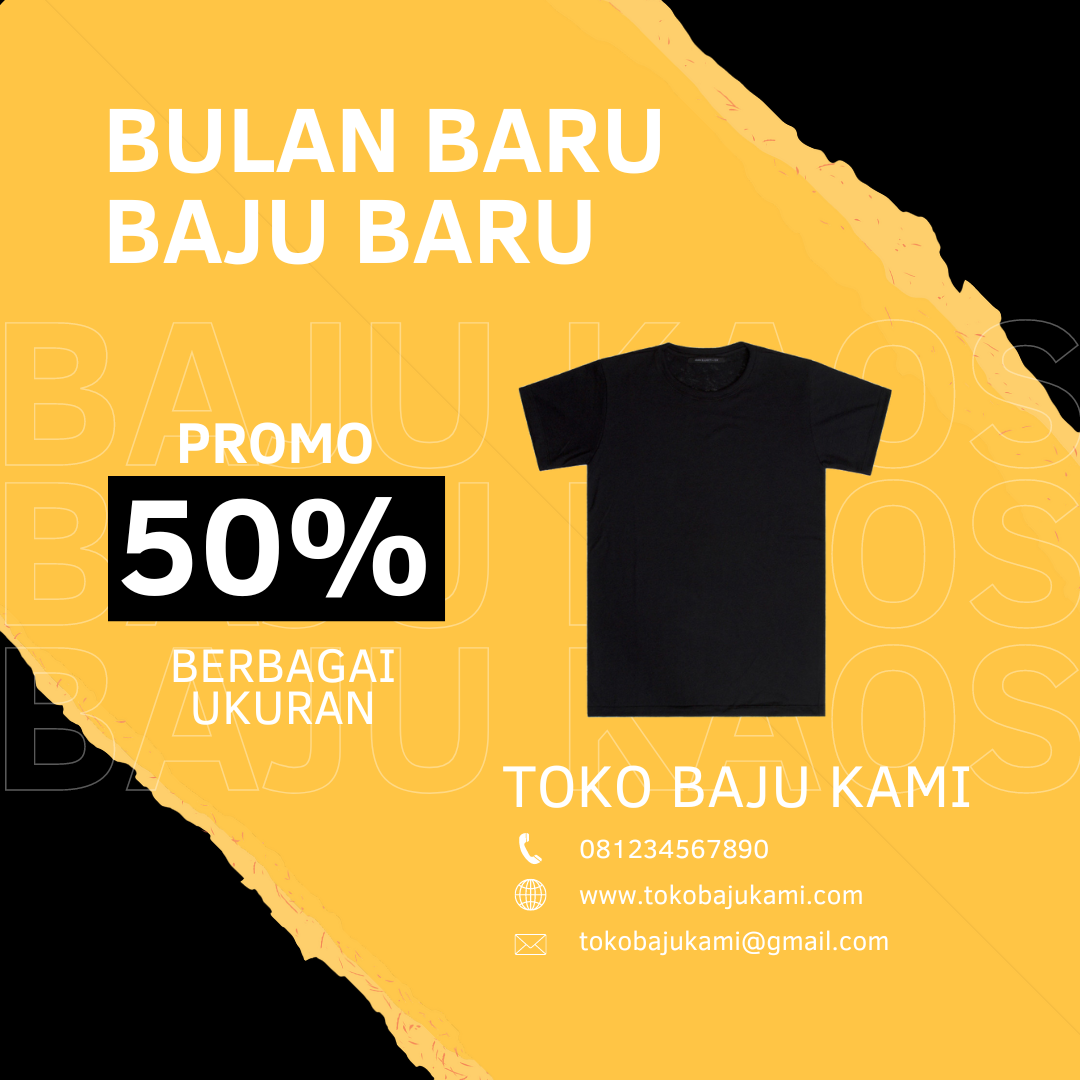 BULAN BARU
BAJU BARU
BAJU KAOS
BAJU KAOS
BAJU KAOS
PROMO
50%
BERBAGAI
UKURAN
TOKO BAJU KAMI
081234567890
www.tokobajukami.com
tokobajukami@gmail.com